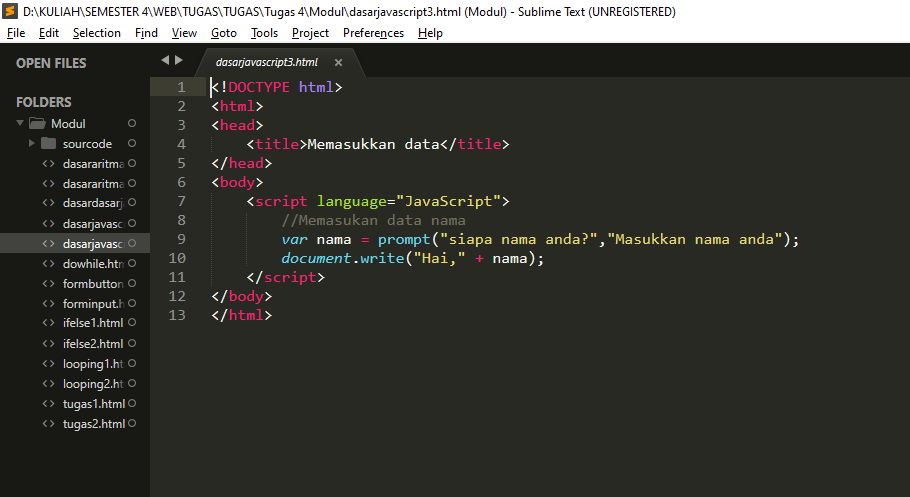 D:\KULIAH\SEMESTER 4\WEB\TUGAS\TUGAS\Tugas 4\Modul\dasarjavascript3.html (Modul) - Sublime Text (UNREGISTERED)
File Edit Selection Find View Goto Tools Project Preferences Help
OPEN FILES
FOLDERS
Modul
sourcode
dasararitma
dasararitma
dasardasarj
dasarjavasc
dasarjavasc
dowhile.htm
formbutton
forminput.h
ifelse1.html
ifelse2.html
looping1.ht
looping2.ht
tugas1.html
tugas2.html
dasarjavascript3.html
1 <!DOCTYPE html>
2 <html>
3 <head>
4 <title>Memasukkan data</title>
5 </head>
6 <body>
7 <script language="JavaScript">
8 //Memasukan data nama
9 var nama = prompt("siapa nama anda?","Masukkan nama anda");
10 document.write("Hai," + nama);
11 </script>
12 </body>
13 </html>